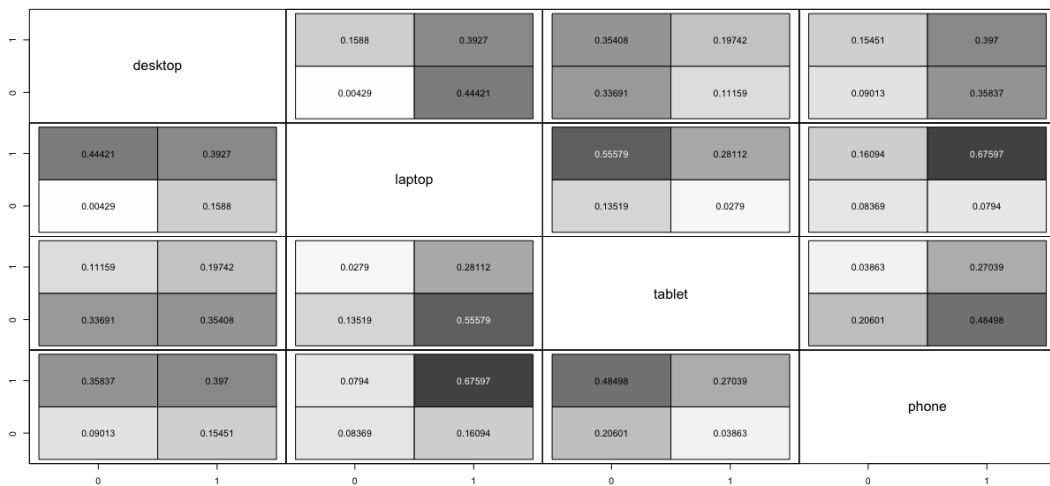 1 0.1588 0.3927 0.35408 0.19742 0.15451 0.397
desktop
0 0.00429 0.44421 0.33691 0.11159 0.09013 0.35837
1 0.44421 0.3927 0.55579 0.28112 0.16094 0.67597
laptop
0 0.00429 0.1588 0.13519 0.0279 0.08369 0.0794
1 0.11159 0.19742 0.0279 0.28112 0.03863 0.27039
tablet
0 0.33691 0.35408 0.13519 0.55579 0.20601 0.48498
1 0.35837 0.397 0.0794 0.67597 0.48498 0.27039
phone
0 0.09013 0.15451 0.08369 0.16094 0.20601 0.03863
0 1 0 1 0 1 0 1